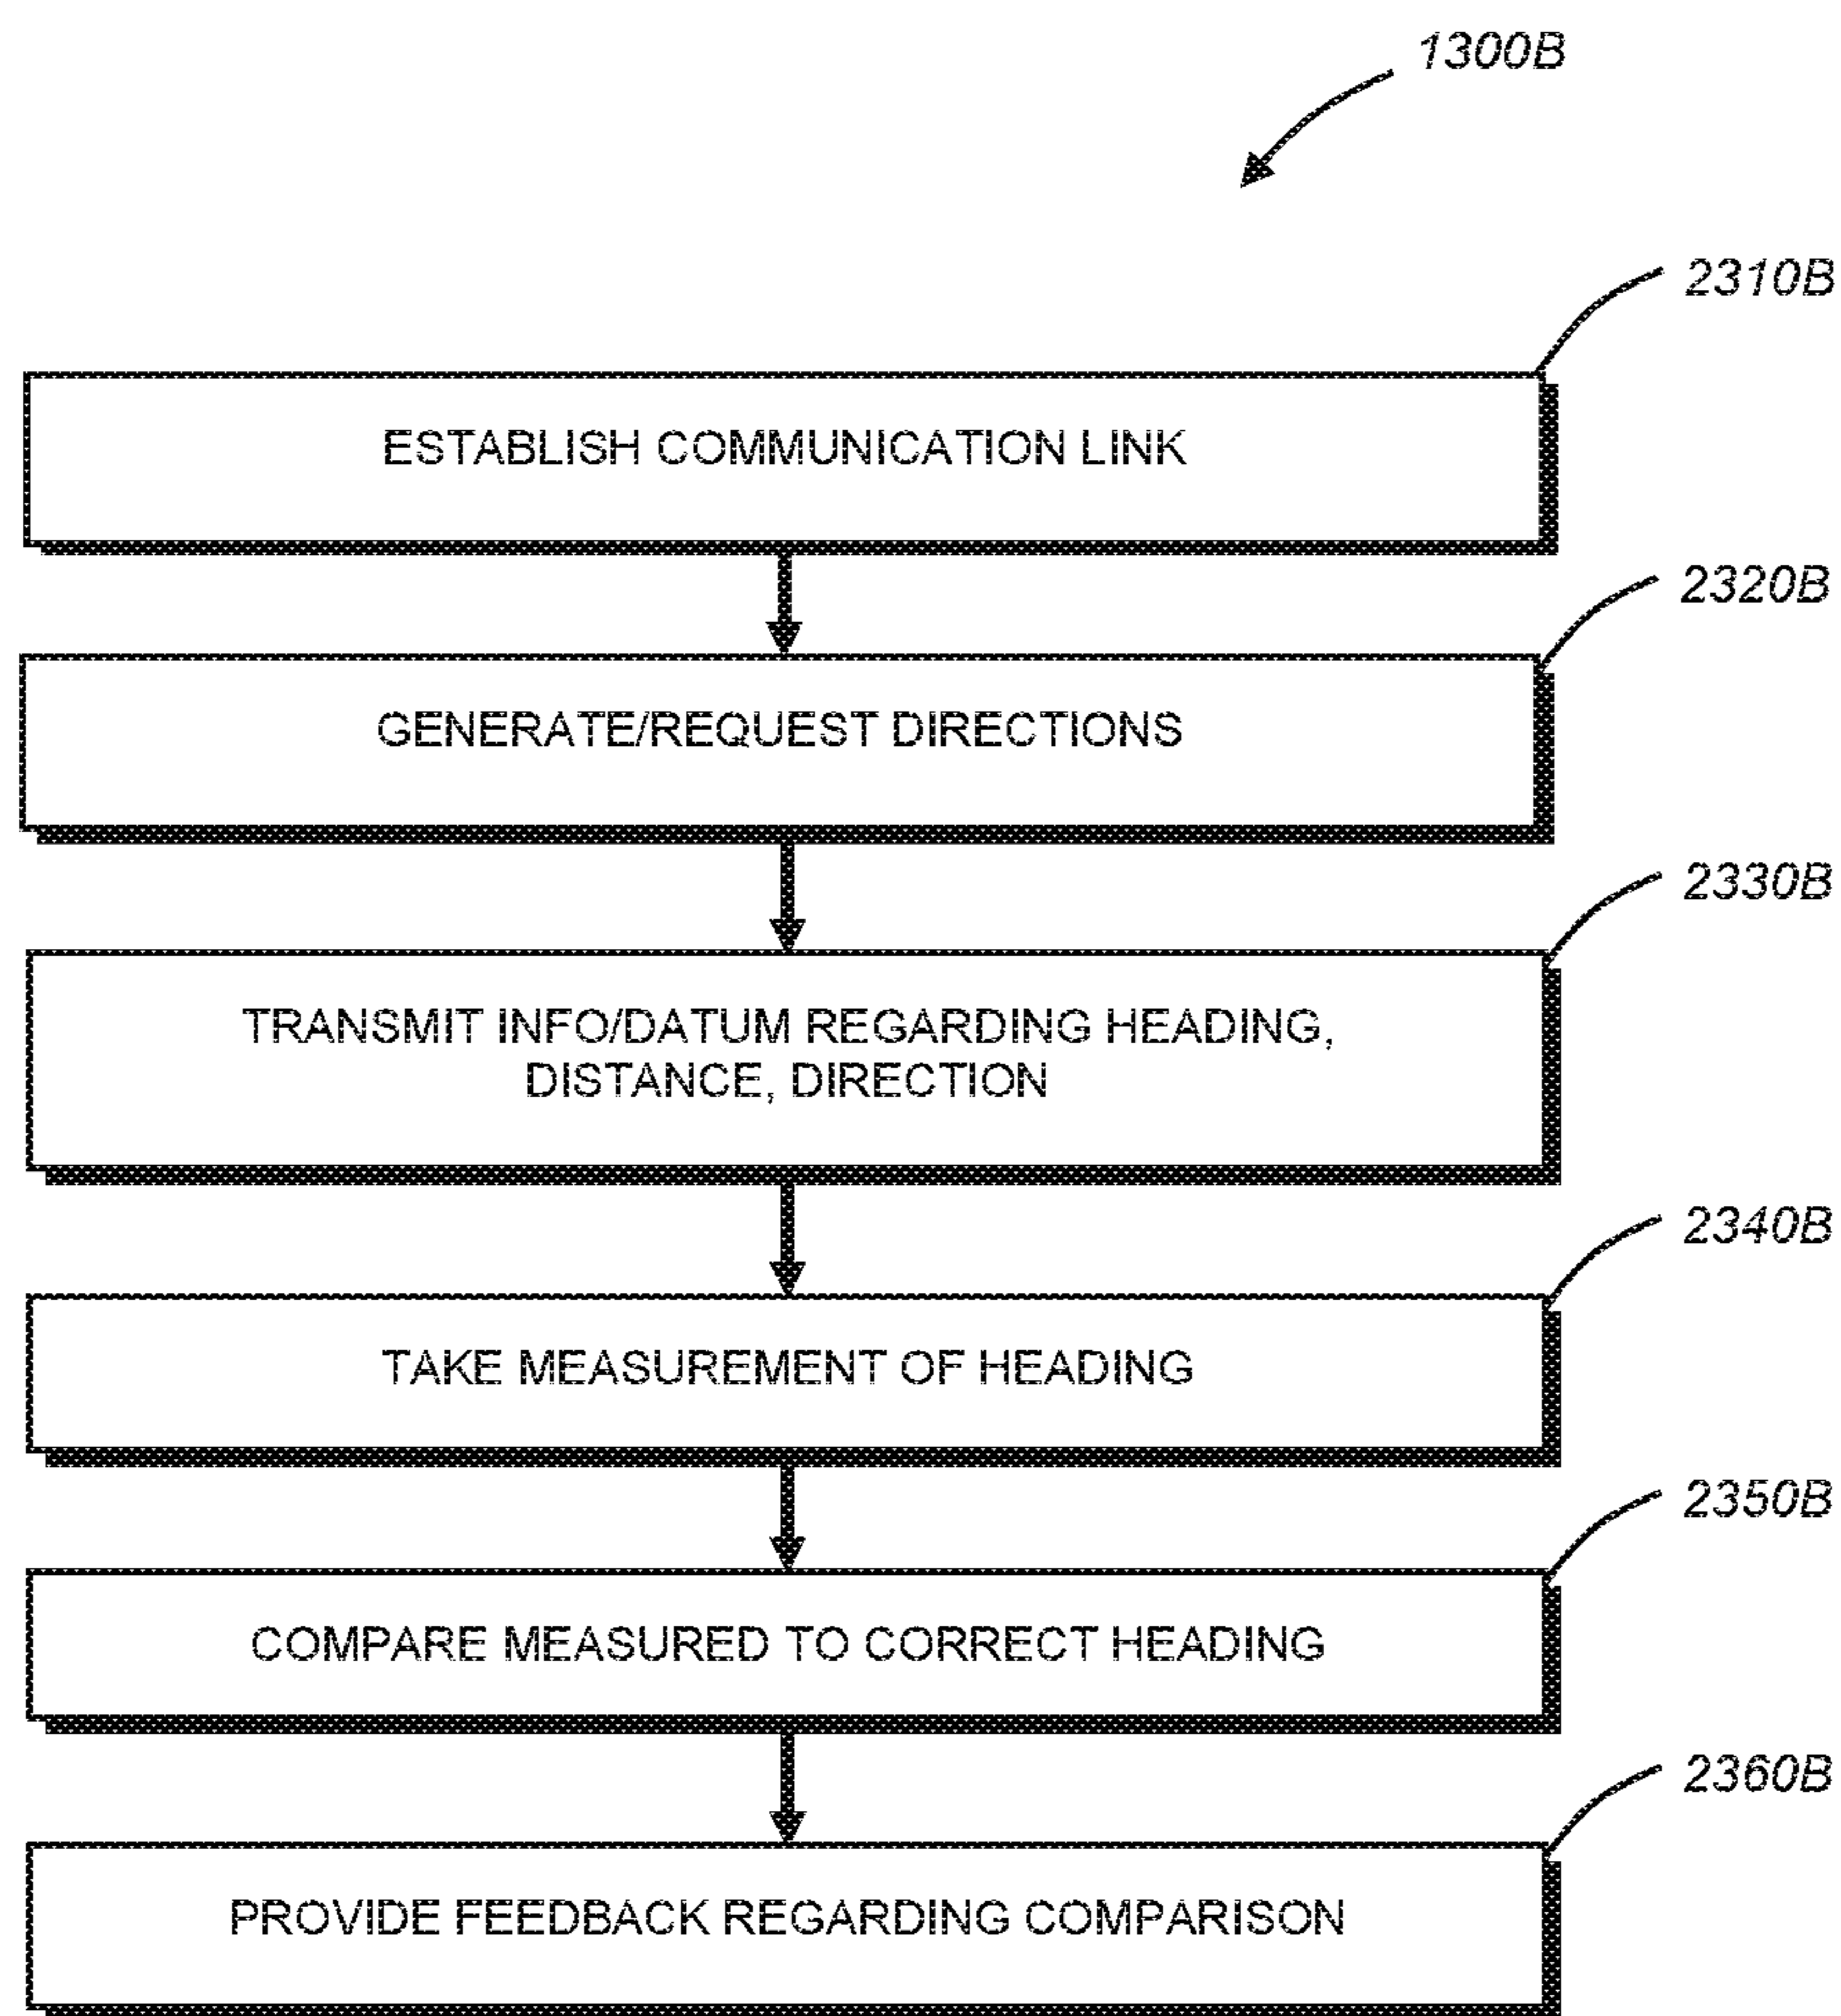 1300B
2310B
ESTABLISH COMMUNICATION LINK
2320B
GENERATE/REQUEST DIRECTIONS
2330B
TRANSMIT INFO/DATUM REGARDING HEADING,
DISTANCE, DIRECTION
2340B
TAKE MEASUREMENT OF HEADING
2350B
COMPARE MEASURED TO CORRECT HEADING
2360B
PROVIDE FEEDBACK REGARDING COMPARISON